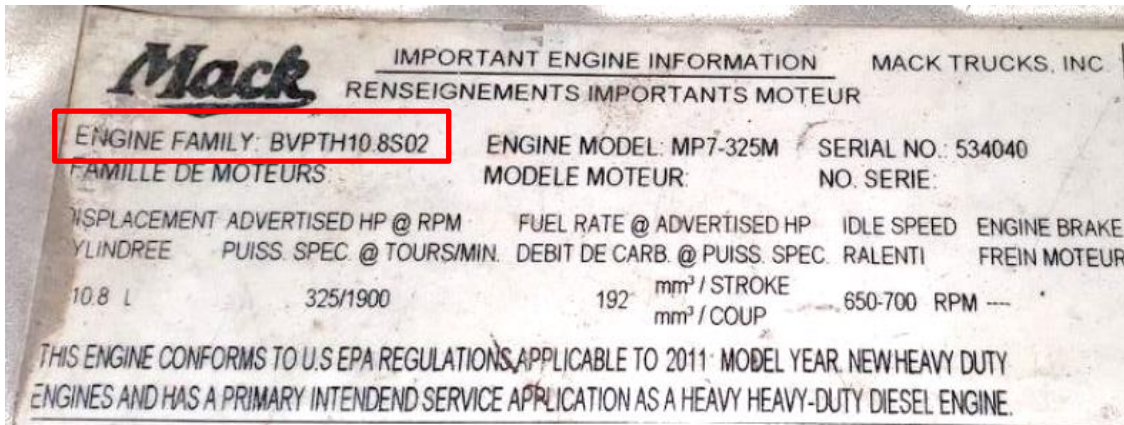 Mack
IMPORTANT ENGINE INFORMATION MACK TRUCKS, INC
RENSEIGNEMENTS IMPORTANTS MOTEUR
ENGINE FAMILY: BVPTH10.8S02 ENGINE MODEL: MP7-325M SERIAL NO.: 534040
FAMILLE DE MOTEURS MODELE MOTEUR: NO. SERIE:
DISPLACEMENT ADVERTISED HP @ RPM FUEL RATE @ ADVERTISED HP IDLE SPEED ENGINE BRAKE
CYLINDREE PUISS. SPEC. @ TOURS/MIN. DEBIT DE CARB. @ PUISS. SPEC. RALENTI FREIN MOTEUR
10.8 L 325/1900 192 mm³ / STROKE 650-700 RPM ----
mm³ / COUP
THIS ENGINE CONFORMS TO U.S EPA REGULATIONS APPLICABLE TO 2011 MODEL YEAR. NEW HEAVY DUTY
ENGINES AND HAS A PRIMARY INTENDEND SERVICE APPLICATION AS A HEAVY HEAVY-DUTY DIESEL ENGINE.